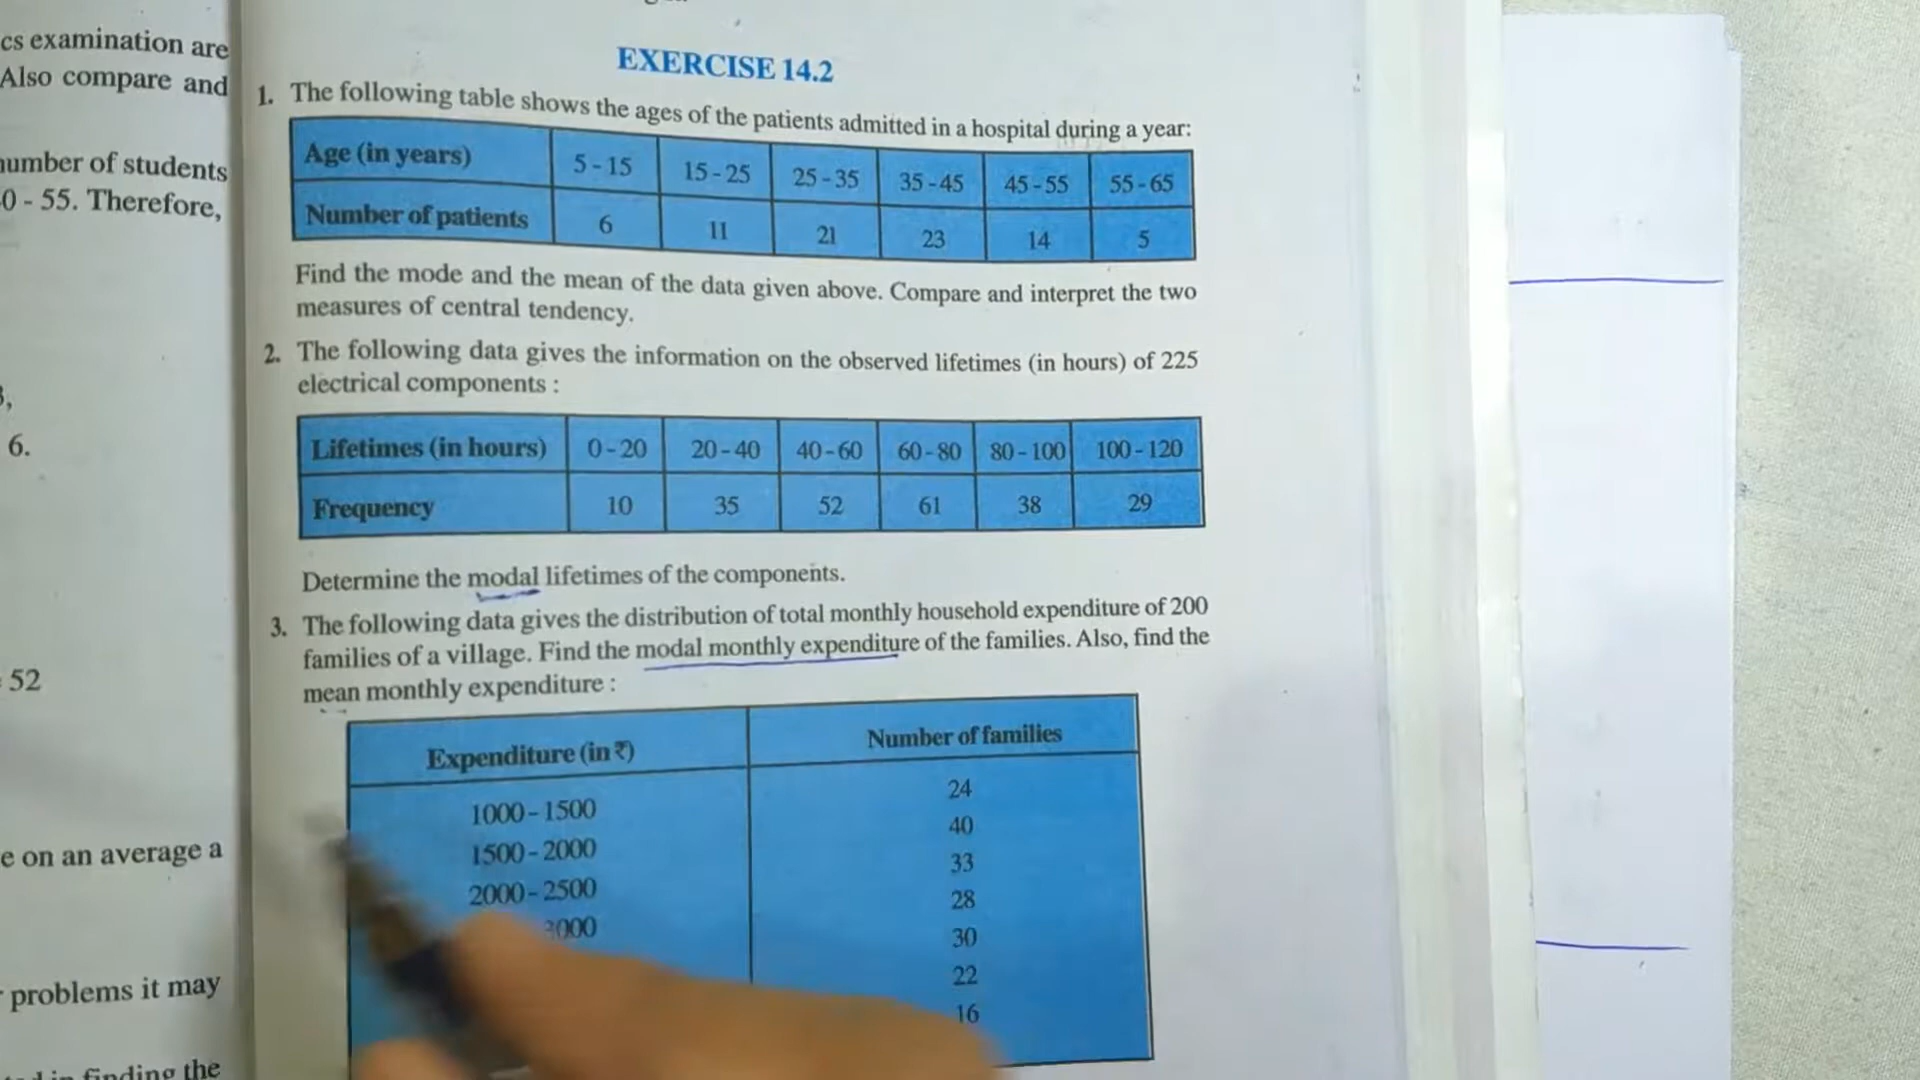 cs examination are
Also compare and
number of students
0 - 55. Therefore,
6.
52
e on an average a
problems it may
finding the
EXERCISE 14.2
1. The following table shows the ages of the patients admitted in a hospital during a year:
Age (in years) 5 - 15 15 - 25 25 - 35 35 - 45 45 - 55 55 - 65
Number of patients 6 11 21 23 14 5
Find the mode and the mean of the data given above. Compare and interpret the two
measures of central tendency.
2. The following data gives the information on the observed lifetimes (in hours) of 225
electrical components :
Lifetimes (in hours) 0 - 20 20 - 40 40 - 60 60 - 80 80 - 100 100 - 120
Frequency 10 35 52 61 38 29
Determine the modal lifetimes of the components.
3. The following data gives the distribution of total monthly household expenditure of 200
families of a village. Find the modal monthly expenditure of the families. Also, find the
mean monthly expenditure :
Expenditure (in ₹) Number of families
1000 - 1500 24
1500 - 2000 40
2000 - 2500 33
3000 28
30
22
16